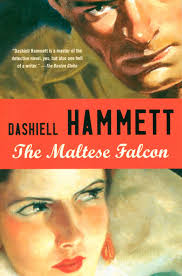 "Dashiell Hammett is a master of the
detective novel, yes, but also one hell
of a writer." —The Boston Globe
DASHIELL HAMMETT
The Maltese Falcon